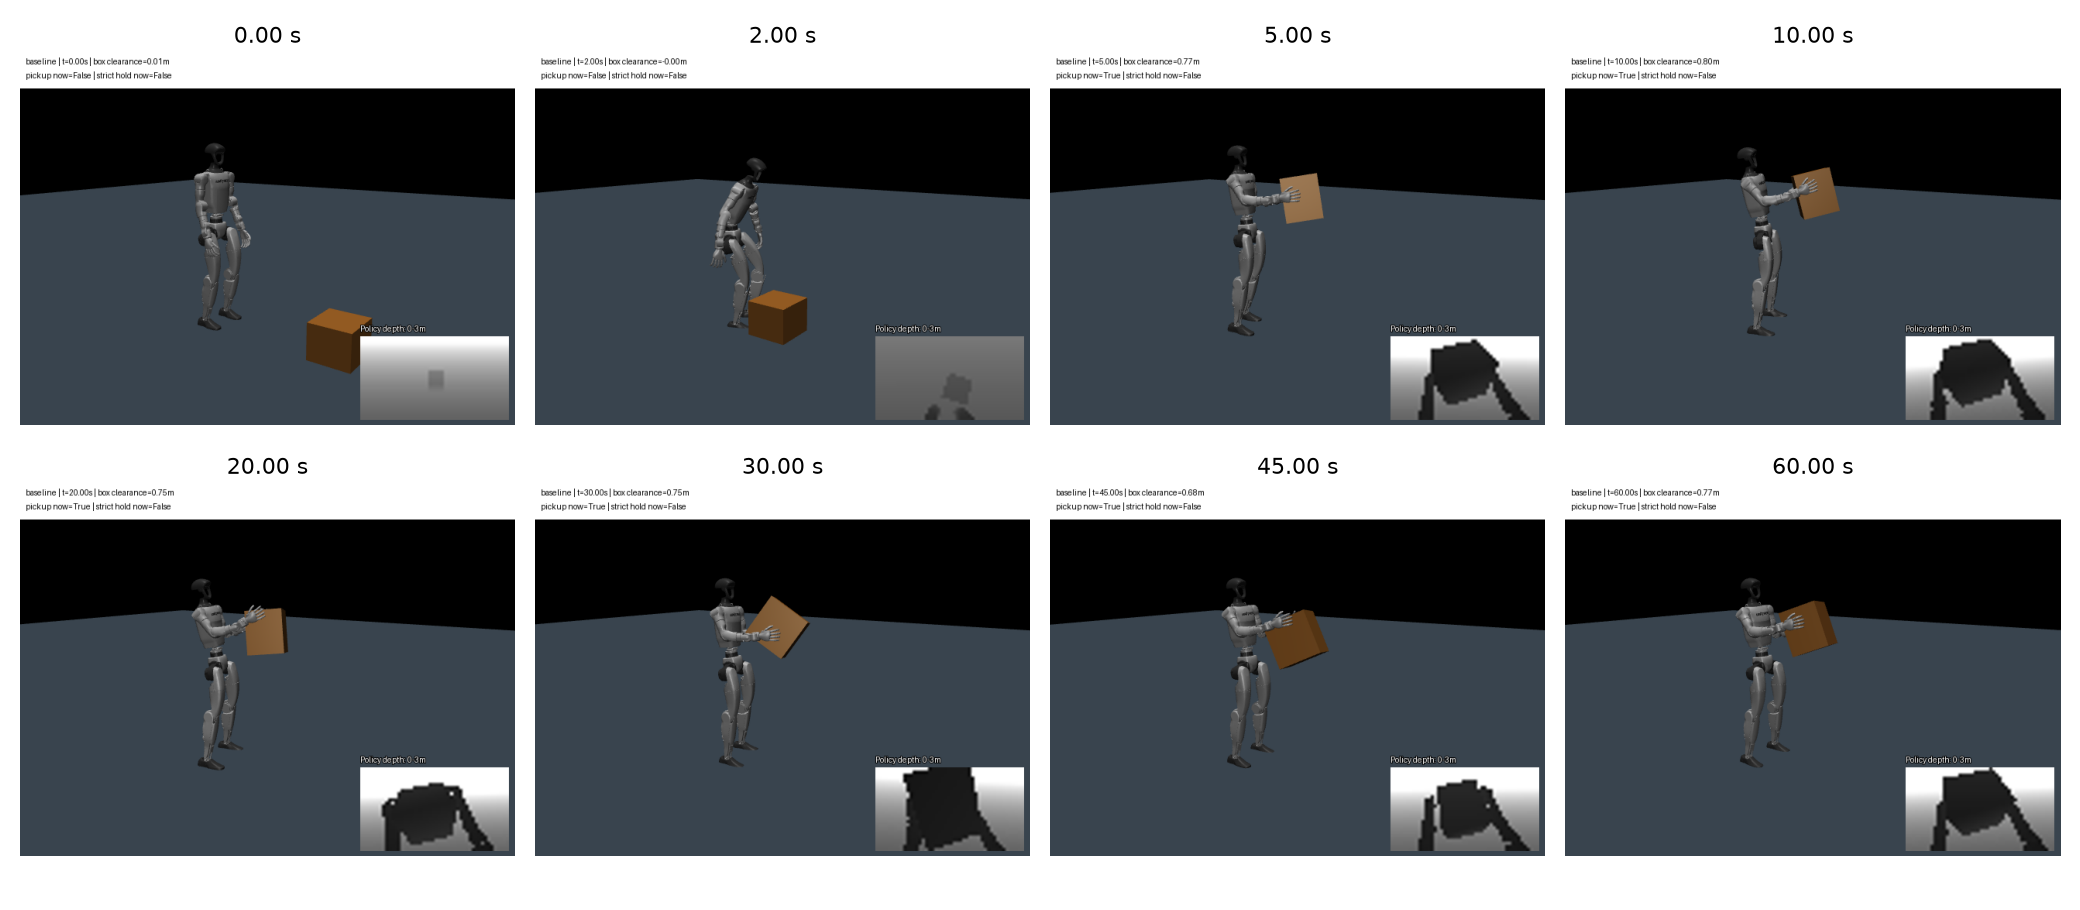 0.00 s
baseline | t=0.00s | box clearance=0.01m
pickup now=False | strict hold now=False
Policy depth: 0.3m
2.00 s
baseline | t=2.00s | box clearance=-0.00m
pickup now=False | strict hold now=False
Policy depth: 0.3m
5.00 s
baseline | t=5.00s | box clearance=0.77m
pickup now=True | strict hold now=False
Policy depth: 0.3m
10.00 s
baseline | t=10.00s | box clearance=0.80m
pickup now=True | strict hold now=False
Policy depth: 0.3m
20.00 s
baseline | t=20.00s | box clearance=0.75m
pickup now=True | strict hold now=False
Policy depth: 0.3m
30.00 s
baseline | t=30.00s | box clearance=0.75m
pickup now=True | strict hold now=False
Policy depth: 0.3m
45.00 s
baseline | t=45.00s | box clearance=0.68m
pickup now=True | strict hold now=False
Policy depth: 0.3m
60.00 s
baseline | t=60.00s | box clearance=0.77m
pickup now=True | strict hold now=False
Policy depth: 0.3m